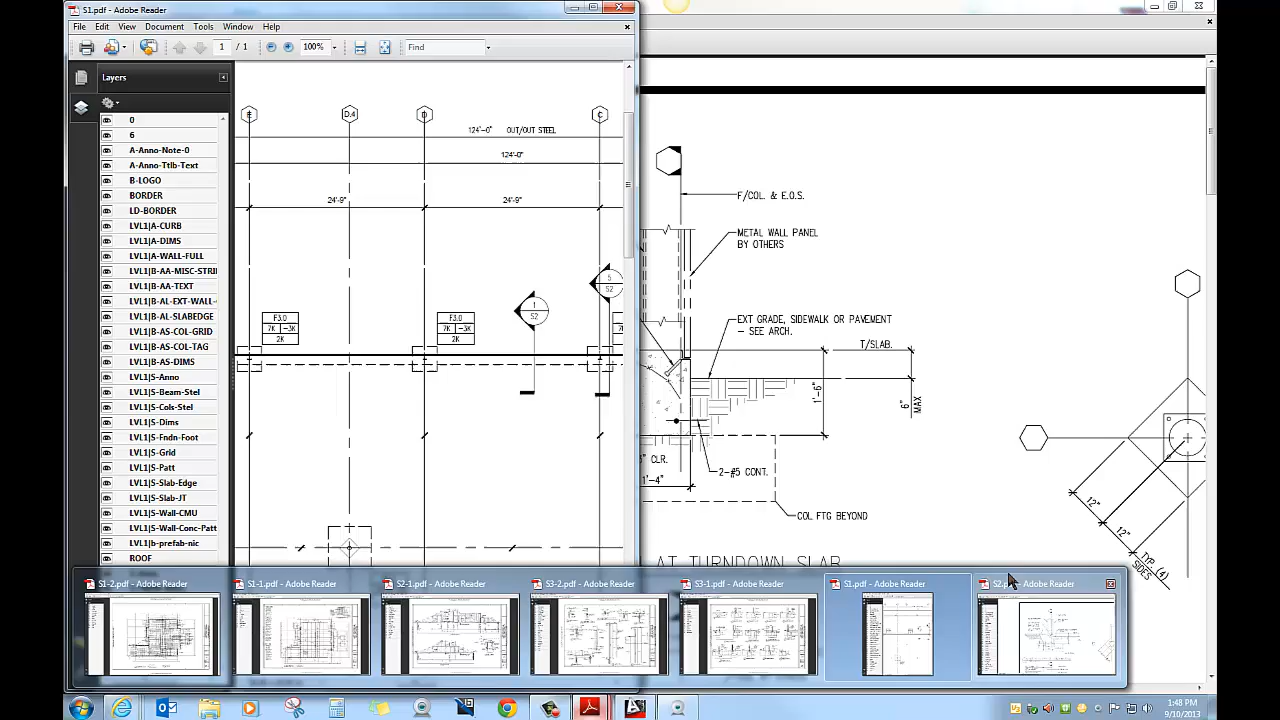 S1.pdf - Adobe Reader
File Edit View Document Tools Window Help
1 / 1 100% Find
Layers
0
6
A-Anno-Note-0
A-Anno-Ttlb-Text
B-LOGO
BORDER
LD-BORDER
LVL1|A-CURB
LVL1|A-DIMS
LVL1|A-WALL-FULL
LVL1|B-AA-MISC-STRI
LVL1|B-AA-TEXT
LVL1|B-AL-EXT-WALL-
LVL1|B-AL-SLABEDGE
LVL1|B-AS-COL-GRID
LVL1|B-AS-COL-TAG
LVL1|B-AS-DIMS
LVL1|S-Anno
LVL1|S-Beam-Stel
LVL1|S-Cols-Stel
LVL1|S-Dims
LVL1|S-Fndn-Foot
LVL1|S-Grid
LVL1|S-Patt
LVL1|S-Slab-Edge
LVL1|S-Slab-JT
LVL1|S-Wall-CMU
LVL1|S-Wall-Conc-Patt
LVL1|b-prefab-nic
ROOF
E D.4 D C
124'-0" OUT/OUT STEEL
124'-0"
24'-9" 24'-9"
5
S2
1
S2
F3.0
7K -3K
2K
F3.0
7K -3K
2K
F/COL. & E.O.S.
METAL WALL PANEL
BY OTHERS
EXT GRADE, SIDEWALK OR PAVEMENT
- SEE ARCH.
T/SLAB.
1'-6"
6"
MAX
" CLR.
1'-4"
2-#5 CONT.
COL FTG BEYOND
AT TURNDOWN SLAB
12"
12"
TYP (4)
SIDES
S1-2.pdf - Adobe Reader
S1-1.pdf - Adobe Reader
S2-1.pdf - Adobe Reader
S3-2.pdf - Adobe Reader
S3-1.pdf - Adobe Reader
S1.pdf - Adobe Reader
S2.p - Adobe Reader
1:48 PM
9/10/2013